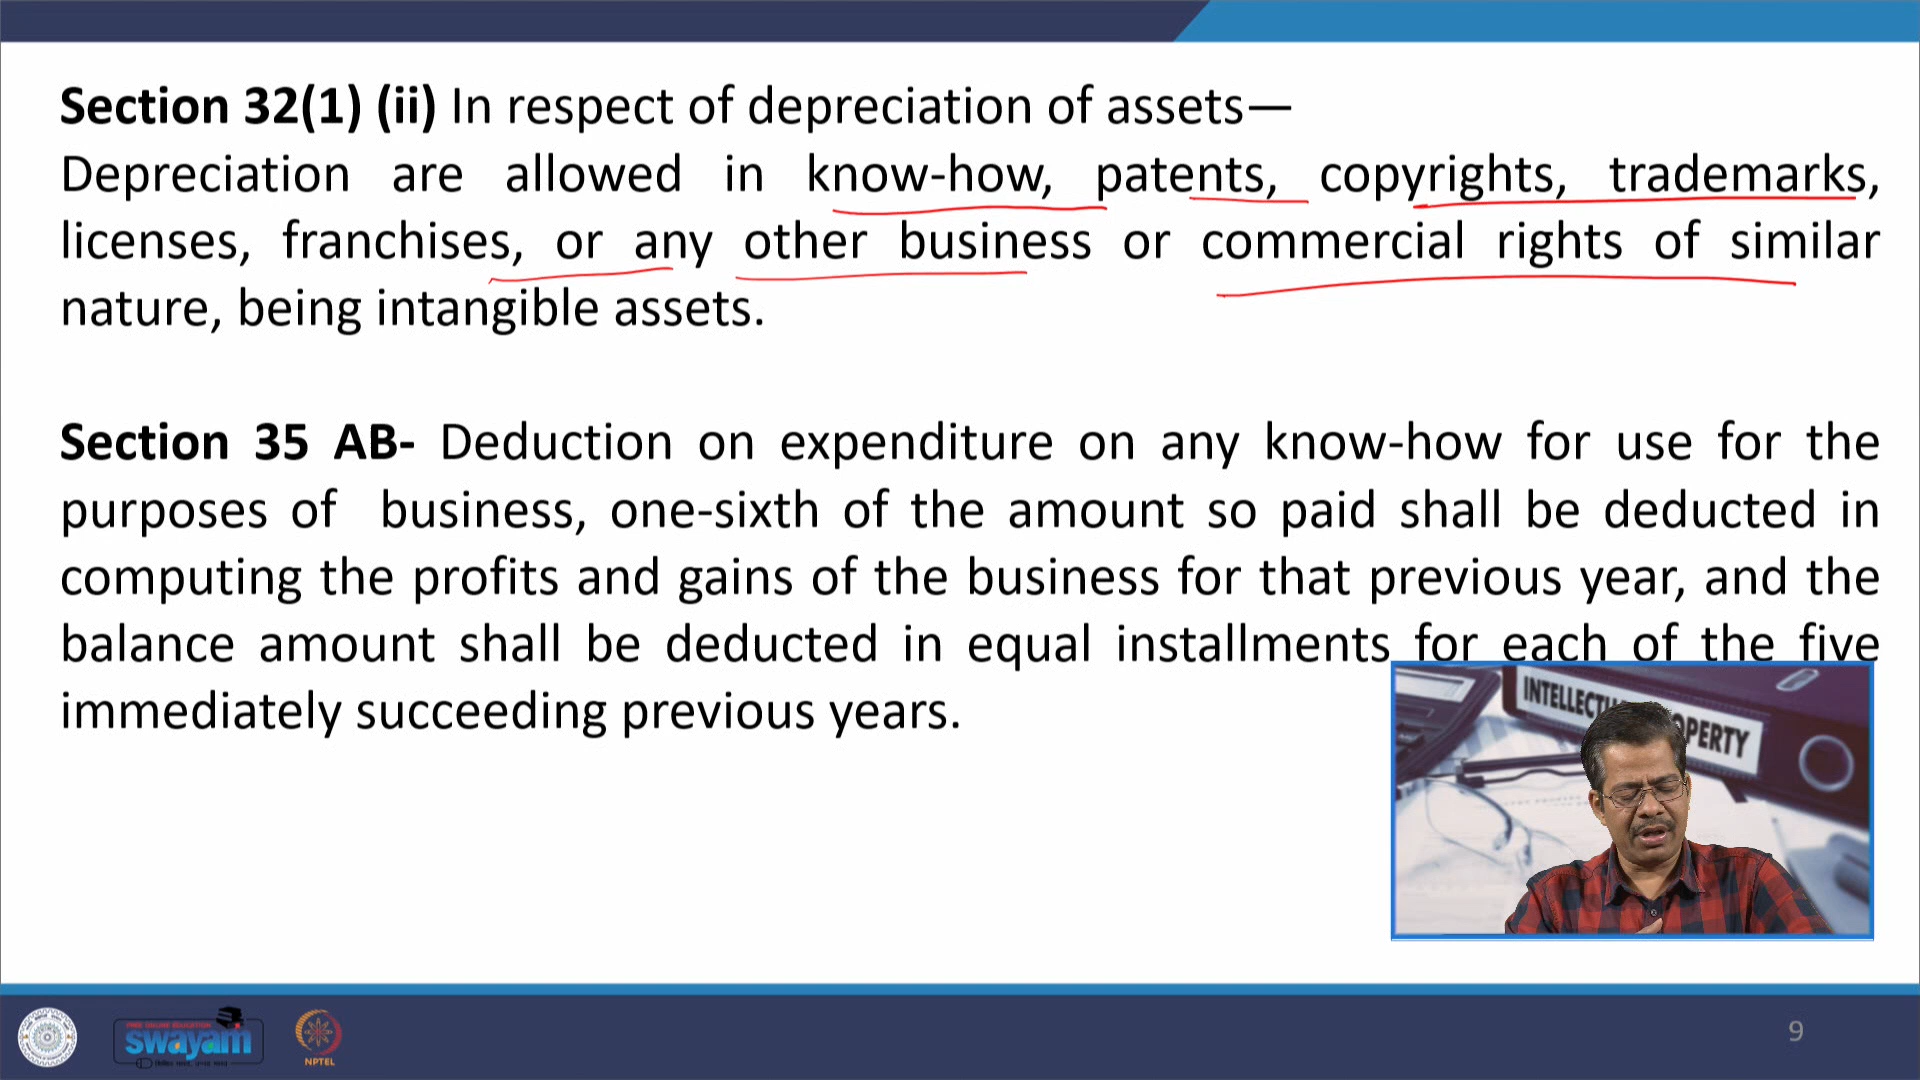 Section 32(1) (ii) In respect of depreciation of assets—
Depreciation are allowed in know-how, patents, copyrights, trademarks,
licenses, franchises, or any other business or commercial rights of similar
nature, being intangible assets.
Section 35 AB- Deduction on expenditure on any know-how for use for the
purposes of business, one-sixth of the amount so paid shall be deducted in
computing the profits and gains of the business for that previous year, and the
balance amount shall be deducted in equal installments for each of the five
immediately succeeding previous years.
FREE ONLINE EDUCATION
swayam
NPTEL
9